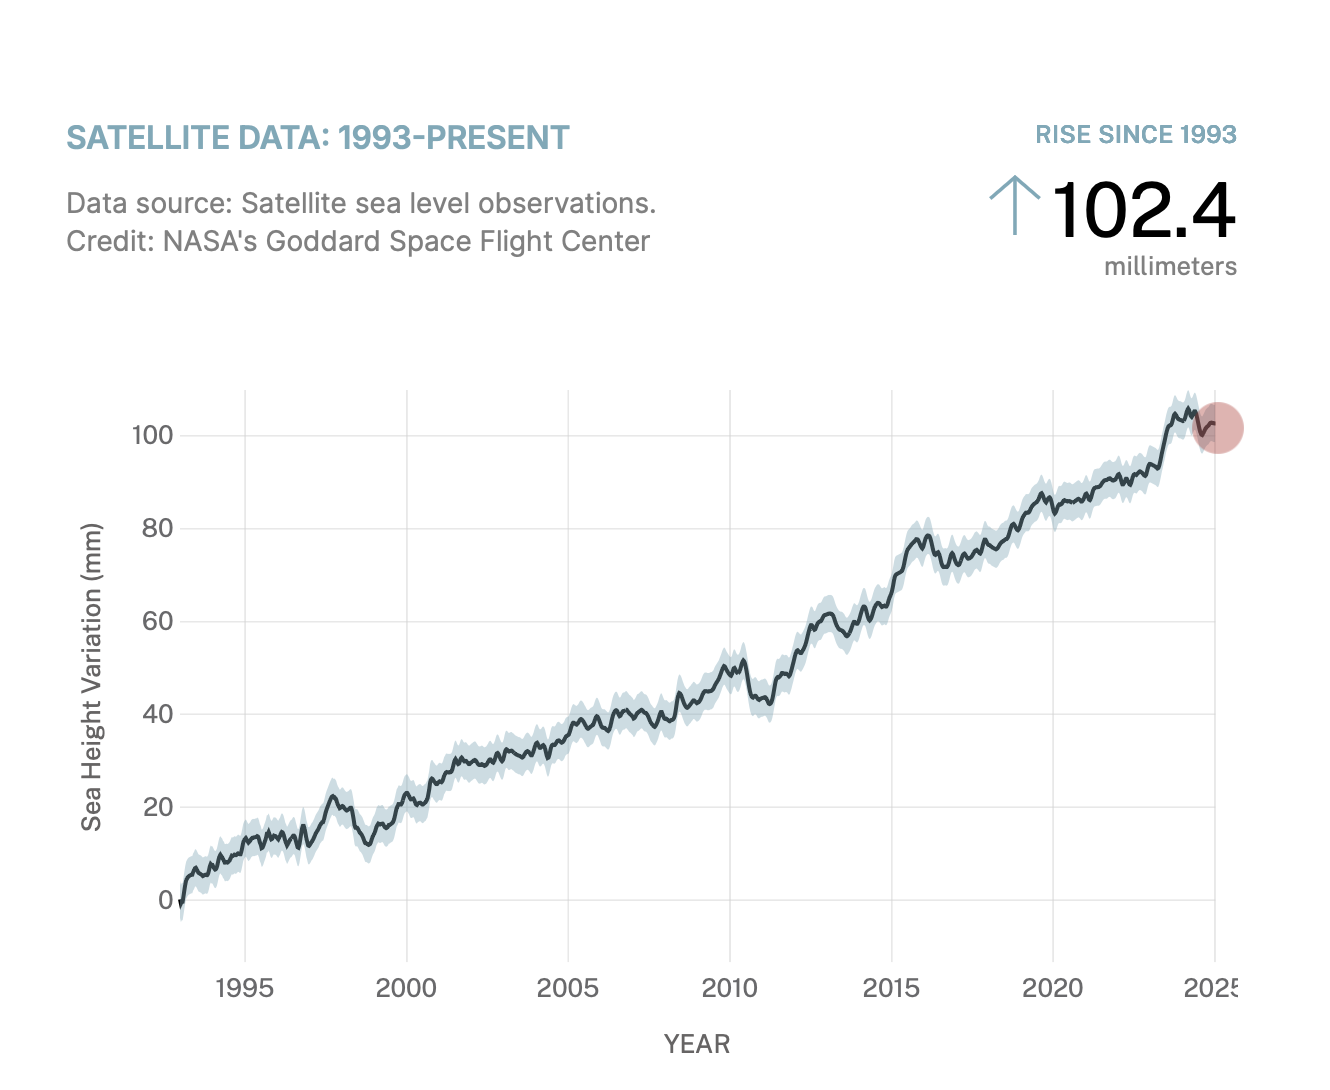 SATELLITE DATA: 1993-PRESENT
Data source: Satellite sea level observations.
Credit: NASA's Goddard Space Flight Center
RISE SINCE 1993
↑102.4
millimeters
Sea Height Variation (mm)
100
80
60
40
20
0
1995 2000 2005 2010 2015 2020 2025
YEAR